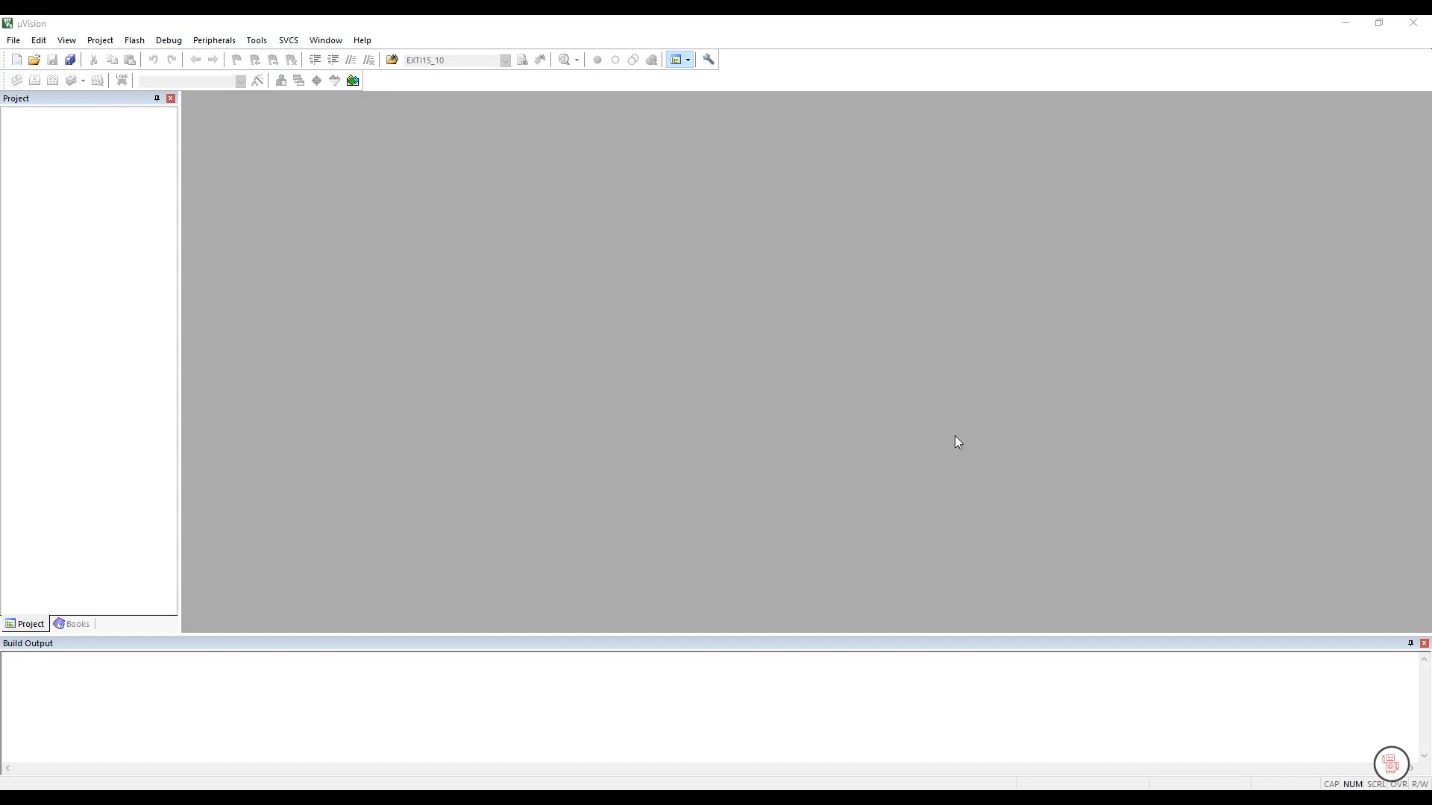 µVision
File Edit View Project Flash Debug Peripherals Tools SVCS Window Help
EXTI15_10
LOAD
Project
Project Books
Build Output
CAP NUM SCRL OVR R/W